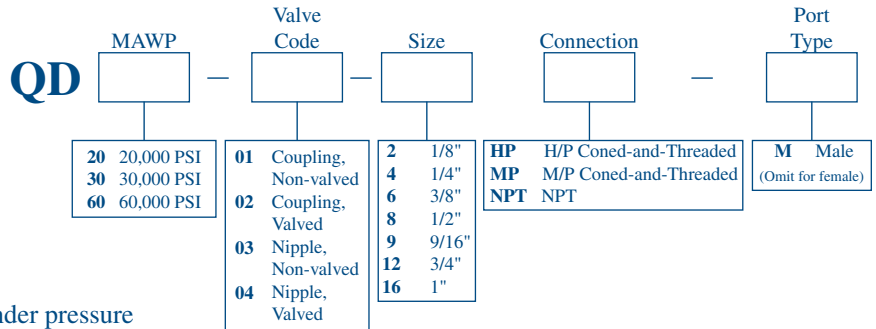 Valve
Port
MAWP
Code
Size
Connection
Type
QD — — —
20 20,000 PSI
30 30,000 PSI
60 60,000 PSI
01 Coupling,
Non-valved
02 Coupling,
Valved
03 Nipple,
Non-valved
04 Nipple,
Valved
2 1/8"
4 1/4"
6 3/8"
8 1/2"
9 9/16"
12 3/4"
16 1"
HP H/P Coned-and-Threaded
MP M/P Coned-and-Threaded
NPT NPT
M Male
(Omit for female)
nder pressure